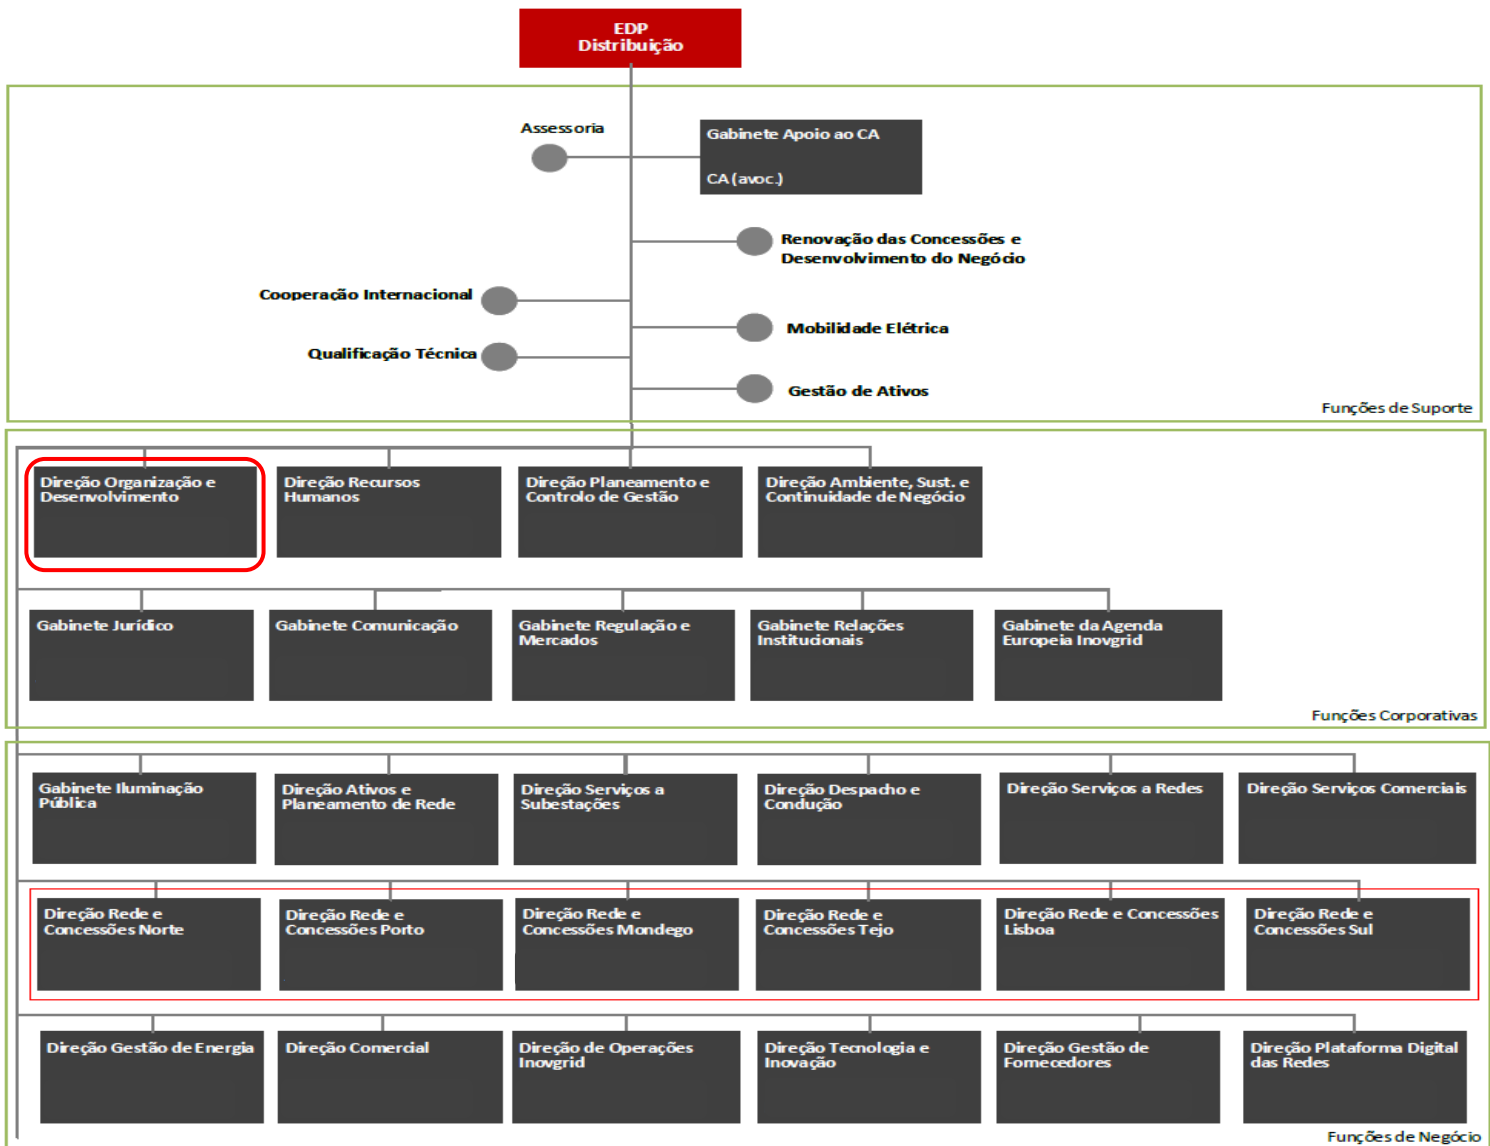 EDP
Distribuição
Assessoria
Gabinete Apoio ao CA
CA (avoc.)
Renovação das Concessões e
Desenvolvimento do Negócio
Cooperação Internacional
Mobilidade Elétrica
Qualificação Técnica
Gestão de Ativos
Funções de Suporte
Direção Organização e
Desenvolvimento
Direção Recursos
Humanos
Direção Planeamento e
Controlo de Gestão
Direção Ambiente, Sust. e
Continuidade de Negócio
Gabinete Jurídico
Gabinete Comunicação
Gabinete Regulação e
Mercados
Gabinete Relações
Institucionais
Gabinete da Agenda
Europeia Inovgrid
Funções Corporativas
Gabinete Iluminação
Pública
Direção Ativos e
Planeamento de Rede
Direção Serviços a
Subestações
Direção Despacho e
Condução
Direção Serviços a Redes
Direção Serviços Comerciais
Direção Rede e
Concessões Norte
Direção Rede e
Concessões Porto
Direção Rede e
Concessões Mondego
Direção Rede e
Concessões Tejo
Direção Rede e Concessões
Lisboa
Direção Rede e
Concessões Sul
Direção Gestão de Energia
Direção Comercial
Direção de Operações
Inovgrid
Direção Tecnologia e
Inovação
Direção Gestão de
Fornecedores
Direção Plataforma Digital
das Redes
Funções de Negócio